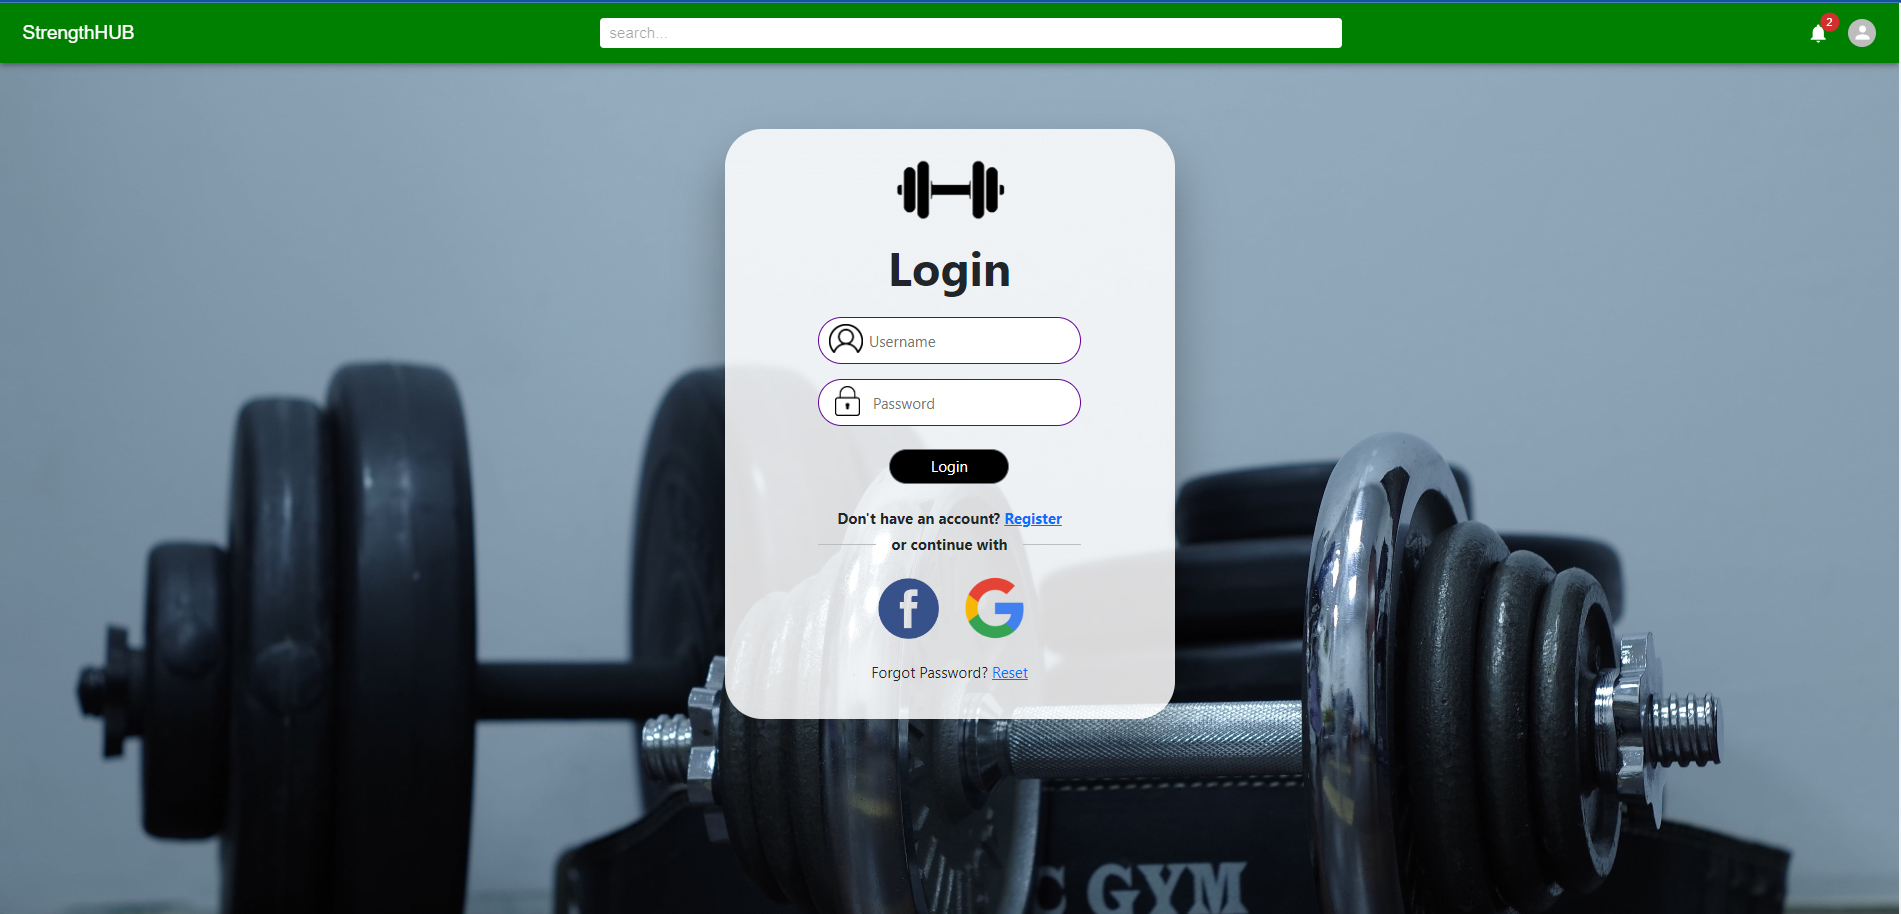 StrengthHUB
search...
2
Login
Username
Password
Login
Don't have an account? Register
or continue with
f
G
Forgot Password? Reset
C GYM